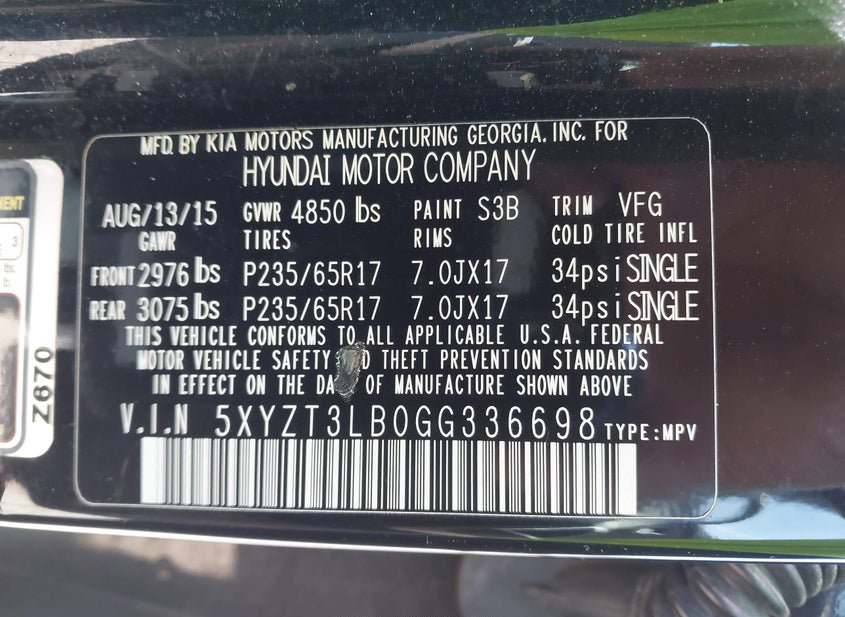 MFD. BY KIA MOTORS MANUFACTURING GEORGIA, INC. FOR
HYUNDAI MOTOR COMPANY
AUG/13/15 GVWR 4850 lbs PAINT S3B TRIM VFG
GAWR TIRES RIMS COLD TIRE INFL
FRONT 2976 lbs P235/65R17 7.0JX17 34psi SINGLE
REAR 3075 lbs P235/65R17 7.0JX17 34psi SINGLE
THIS VEHICLE CONFORMS TO ALL APPLICABLE U.S.A. FEDERAL
MOTOR VEHICLE SAFETY THEFT PREVENTION STANDARDS
IN EFFECT ON THE OF MANUFACTURE SHOWN ABOVE
V.I.N 5XYZT3LB0GG336698 TYPE:MPV
3
lbs.
lt.
Z670